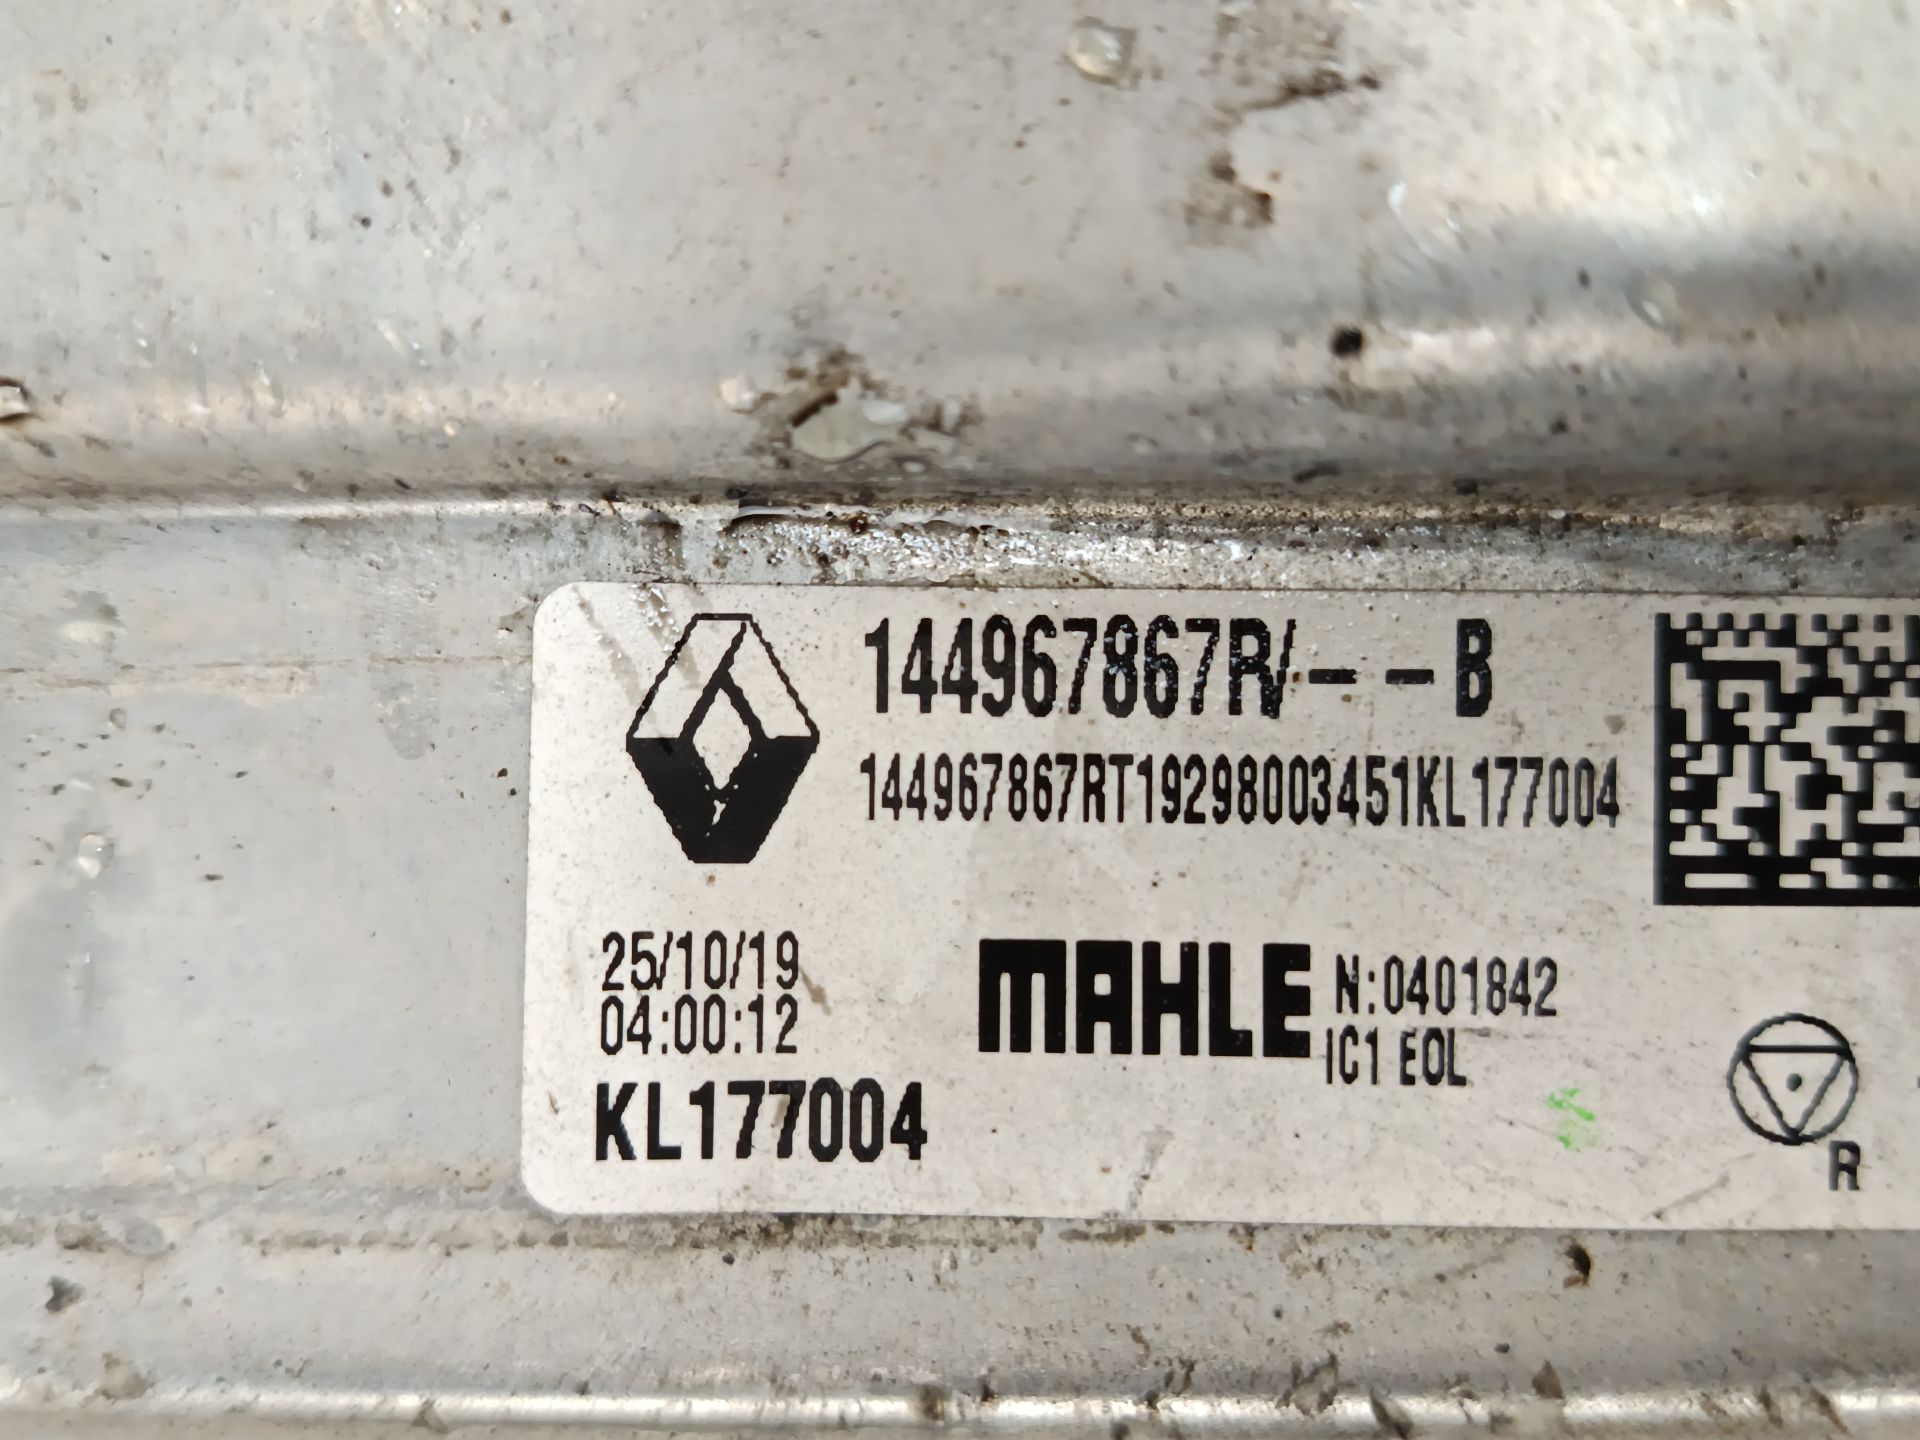 144967867R/--B
144967867RT19298003451KL177004
25/10/19
04:00:12
MAHLE
N:0401842
IC1 EOL
KL177004
R